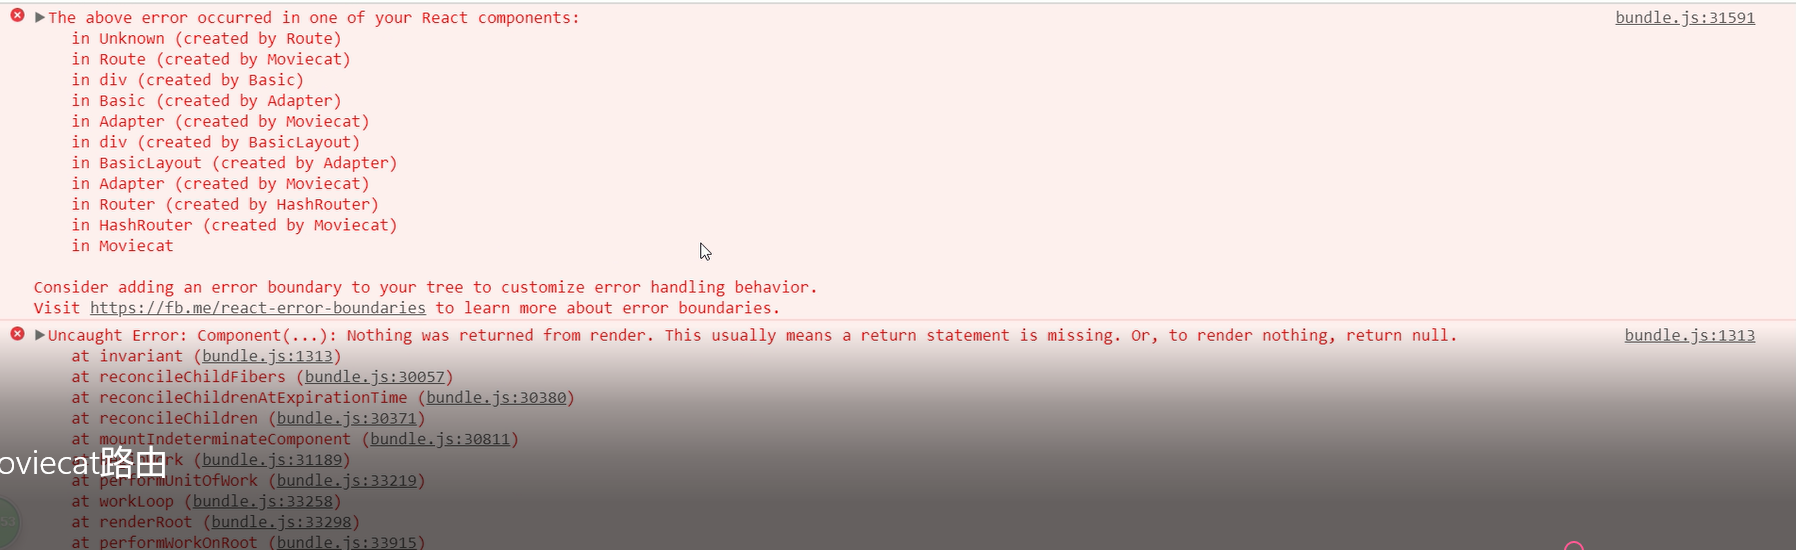 The above error occurred in one of your React components: bundle.js:31591
in Unknown (created by Route)
in Route (created by Moviecat)
in div (created by Basic)
in Basic (created by Adapter)
in Adapter (created by Moviecat)
in div (created by BasicLayout)
in BasicLayout (created by Adapter)
in Adapter (created by Moviecat)
in Router (created by HashRouter)
in HashRouter (created by Moviecat)
in Moviecat
Consider adding an error boundary to your tree to customize error handling behavior.
Visit https://fb.me/react-error-boundaries to learn more about error boundaries.
Uncaught Error: Component(...): Nothing was returned from render. This usually means a return statement is missing. Or, to render nothing, return null. bundle.js:1313
at invariant (bundle.js:1313)
at reconcileChildFibers (bundle.js:30057)
at reconcileChildrenAtExpirationTime (bundle.js:30380)
at reconcileChildren (bundle.js:30371)
at mountIndeterminateComponent (bundle.js:30811)
(bundle.js:31189)
oviecat路由
at performUnitOfWork (bundle.js:33219)
at workLoop (bundle.js:33258)
53
at renderRoot (bundle.js:33298)
at performWorkOnRoot (bundle.js:33915)